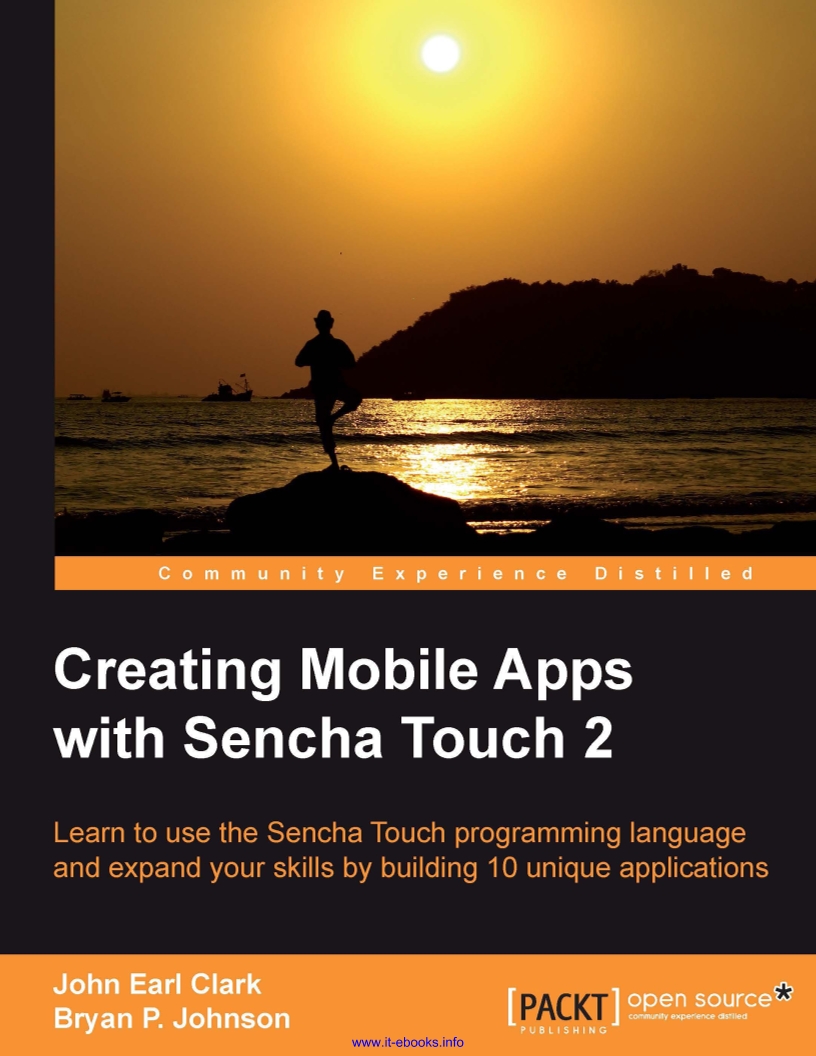 Community Experience Distilled
Creating Mobile Apps
with Sencha Touch 2
Learn to use the Sencha Touch programming language
and expand your skills by building 10 unique applications
John Earl Clark
Bryan P. Johnson
[PACKT]
PUBLISHING
open source*
community experience distilled
www.it-ebooks.info